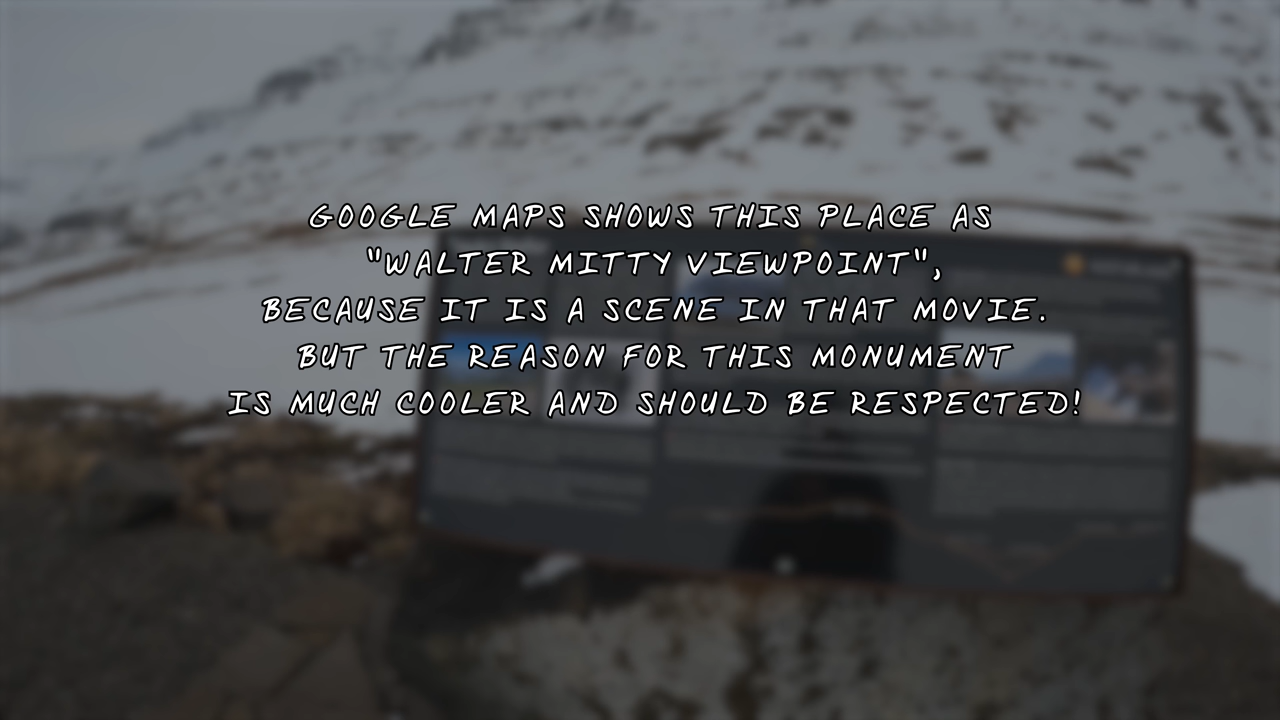 GOOGLE MAPS SHOWS THIS PLACE AS
"WALTER MITTY VIEWPOINT",
BECAUSE IT IS A SCENE IN THAT MOVIE.
BUT THE REASON FOR THIS MONUMENT
IS MUCH COOLER AND SHOULD BE RESPECTED!